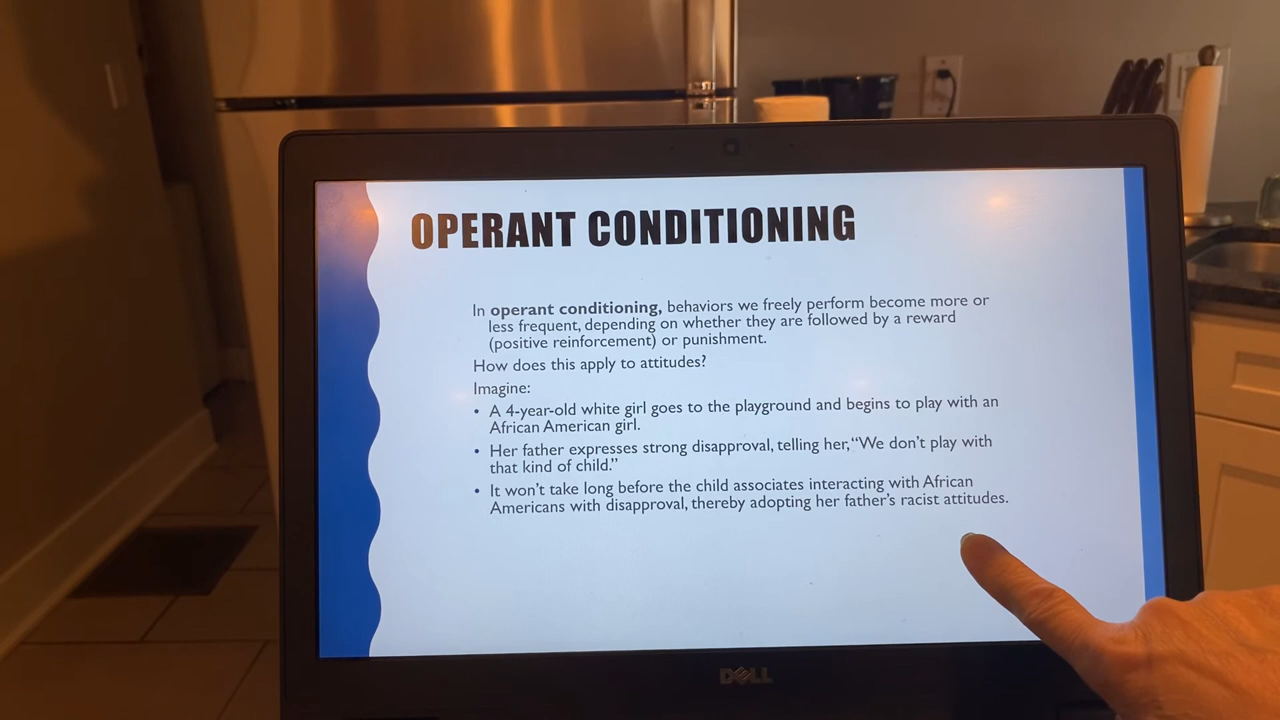 OPERANT CONDITIONING
In operant conditioning, behaviors we freely perform become more or
less frequent, depending on whether they are followed by a reward
(positive reinforcement) or punishment.
How does this apply to attitudes?
Imagine:
• A 4-year-old white girl goes to the playground and begins to play with an
African American girl.
• Her father expresses strong disapproval, telling her, “We don’t play with
that kind of child.”
• It won’t take long before the child associates interacting with African
Americans with disapproval, thereby adopting her father’s racist attitudes.
DELL